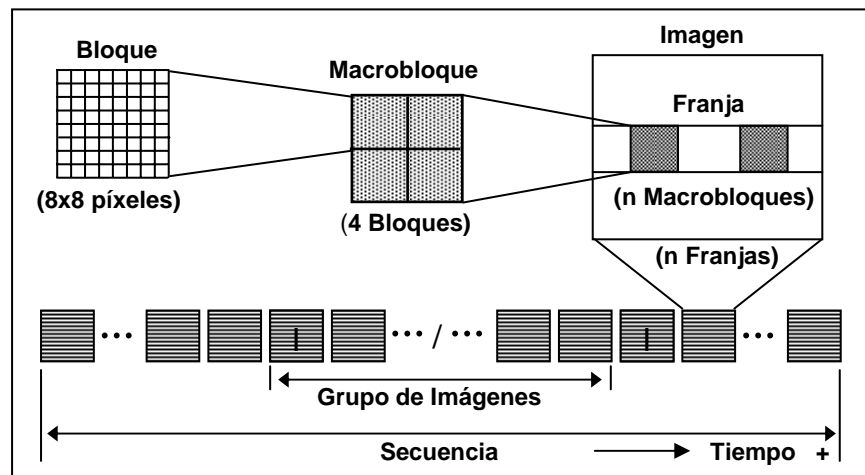 Bloque
(8x8 píxeles)
Macrobloque
(4 Bloques)
Imagen
Franja
(n Macrobloques)
(n Franjas)
••• I ••• / ••• I •••
Grupo de Imágenes
Secuencia Tiempo +